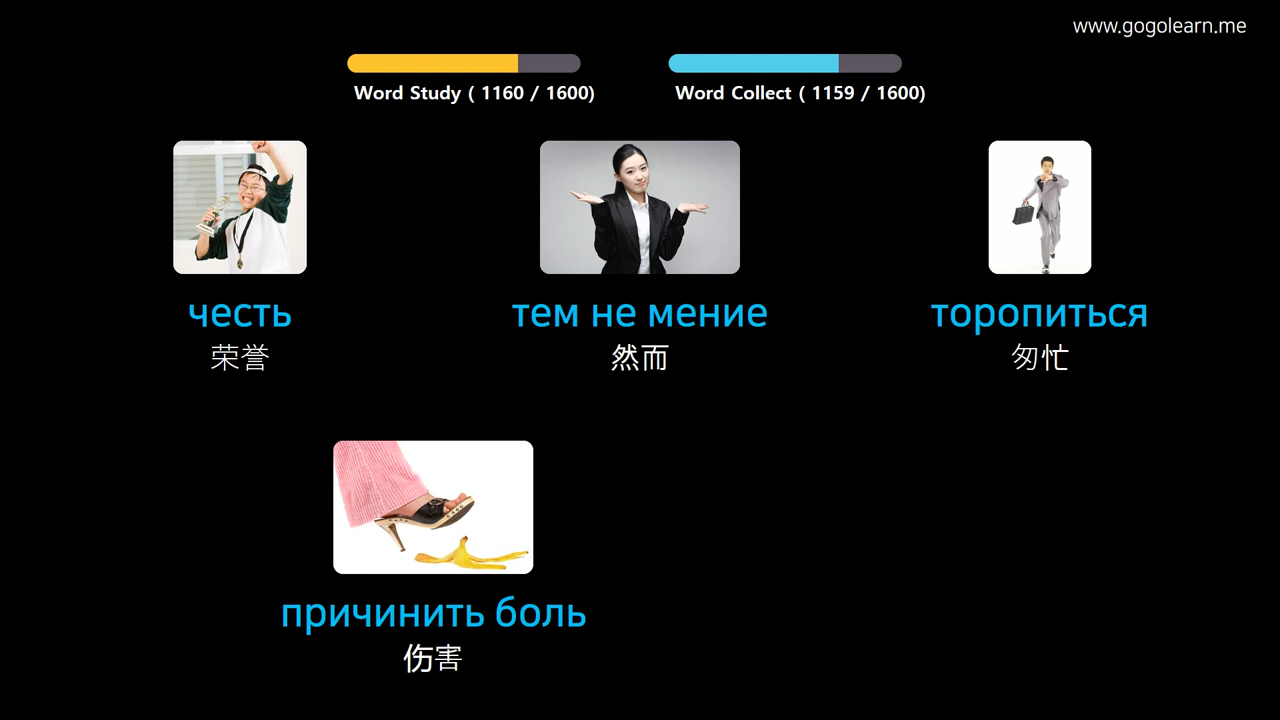 www.gogolearn.me
Word Study ( 1160 / 1600)
Word Collect ( 1159 / 1600)
честь
荣誉
тем не мение
然而
торопиться
匆忙
причинить боль
伤害